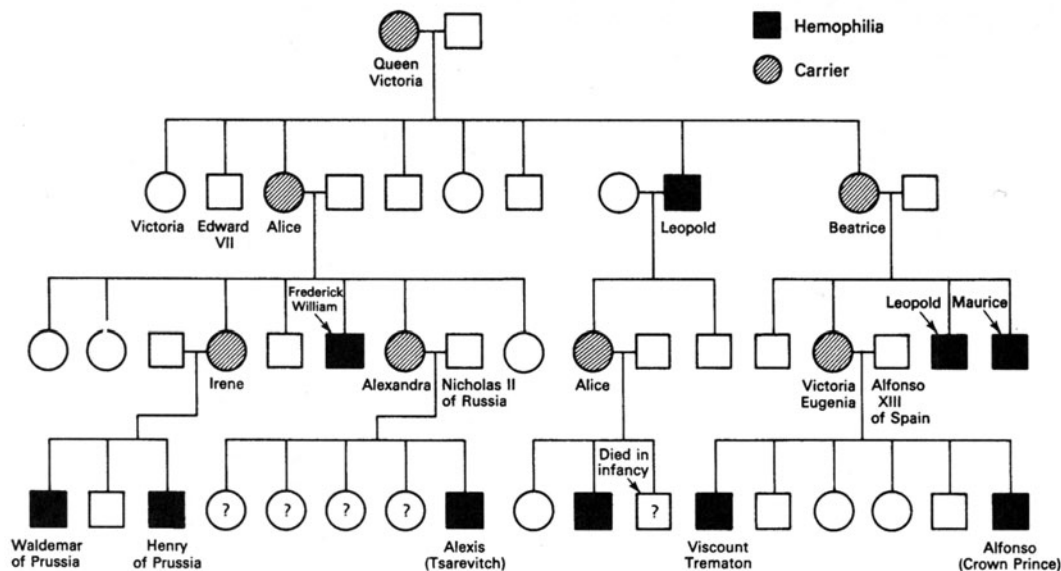 Hemophilia
Carrier
Queen
Victoria
Victoria
Edward
VII
Alice
Leopold
Beatrice
Frederick
William
Leopold
Maurice
Irene
Alexandra
Nicholas II
of Russia
Alice
Victoria
Eugenia
Alfonso
XIII
of Spain
Died in
infancy
?
?
?
?
?
Waldemar
of Prussia
Henry
of Prussia
Alexis
(Tsarevitch)
Viscount
Trematon
Alfonso
(Crown Prince)